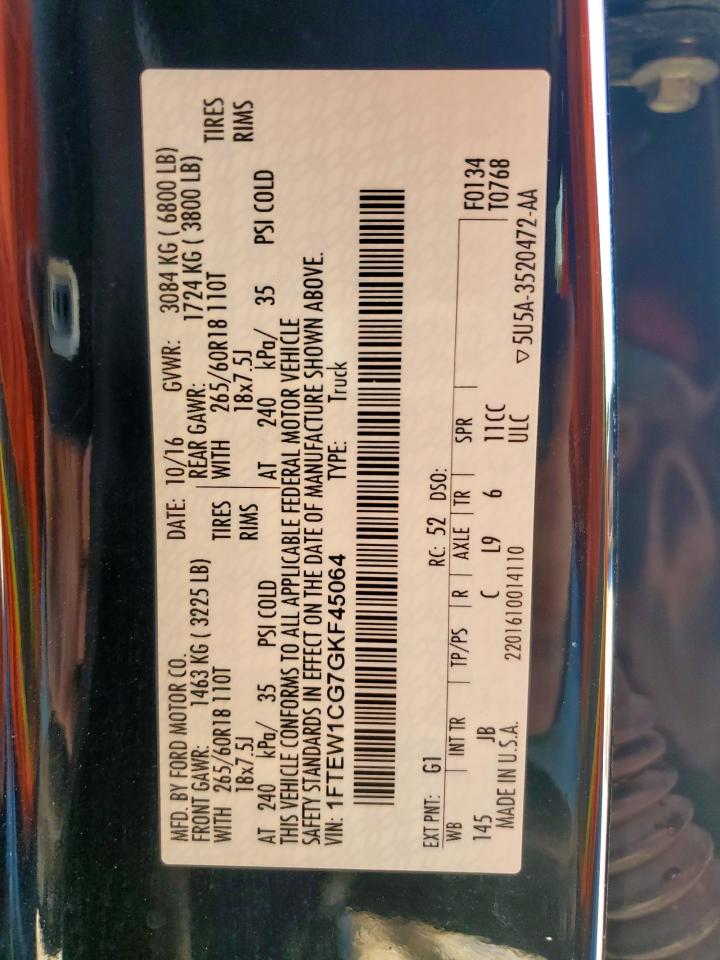 MFD. BY FORD MOTOR CO. DATE: 10/16 GVWR: 3084 KG ( 6800 LB)
FRONT GAWR: 1463 KG ( 3225 LB) REAR GAWR: 1724 KG ( 3800 LB)
WITH 265/60R18 110T TIRES WITH 265/60R18 110T TIRES
18x7.5J RIMS 18x7.5J RIMS
AT 240 kPa/ 35 PSI COLD AT 240 kPa/ 35 PSI COLD
THIS VEHICLE CONFORMS TO ALL APPLICABLE FEDERAL MOTOR VEHICLE
SAFETY STANDARDS IN EFFECT ON THE DATE OF MANUFACTURE SHOWN ABOVE.
VIN: 1FTEW1CG7GKF45064 TYPE: Truck
EXT PNT: G1 RC: 52 DSO:
WB INT TR TP/PS R AXLE TR SPR F0134
T0768
145 JB C L9 6 11CC
ULC
MADE IN U.S.A. 2201610014110 ▽5U5A-3520472-AA